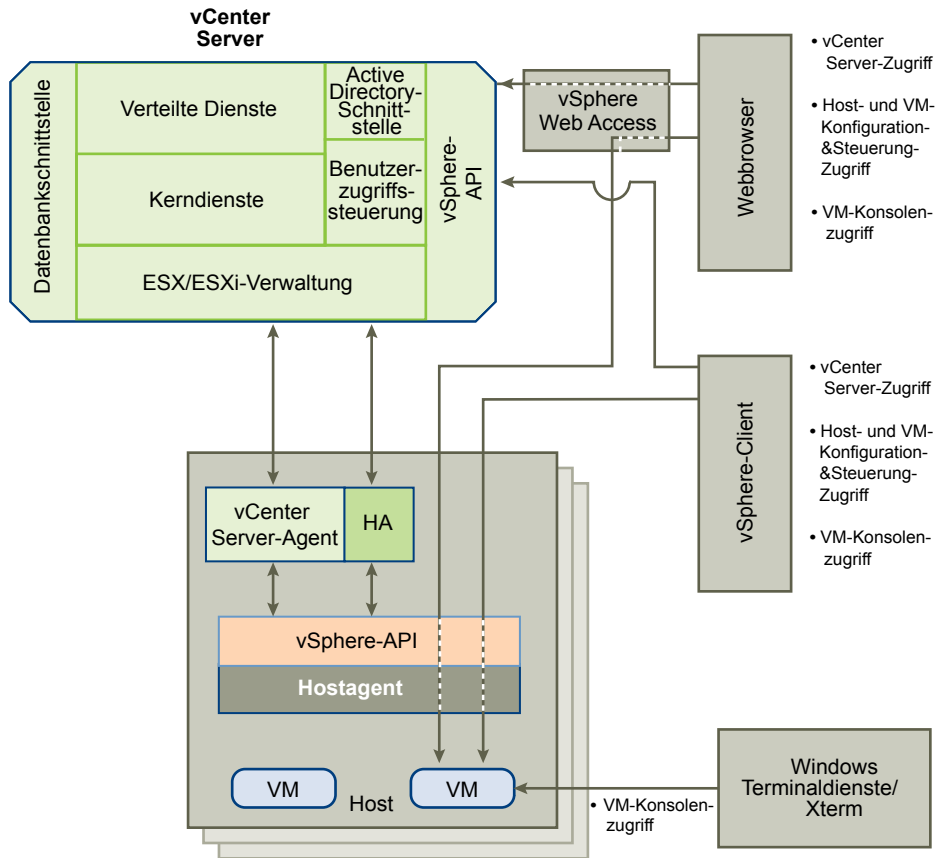 vCenter
Server
Datenbankschnittstelle
Verteilte Dienste
Active
Directory-
Schnitt-
stelle
Kerndienste
Benutzer-
zugriffs-
steuerung
vSphere-
API
ESX/ESXi-Verwaltung
vSphere
Web Access
Webbrowser
• vCenter
Server-Zugriff
• Host- und VM-
Konfiguration-
&Steuerung-
Zugriff
• VM-Konsolen-
zugriff
vSphere-Client
• vCenter
Server-Zugriff
• Host- und VM-
Konfiguration-
&Steuerung-
Zugriff
• VM-Konsolen-
zugriff
vCenter
Server-Agent
HA
vSphere-API
Hostagent
VM
Host
VM
• VM-Konsolen-
zugriff
Windows
Terminaldienste/
Xterm